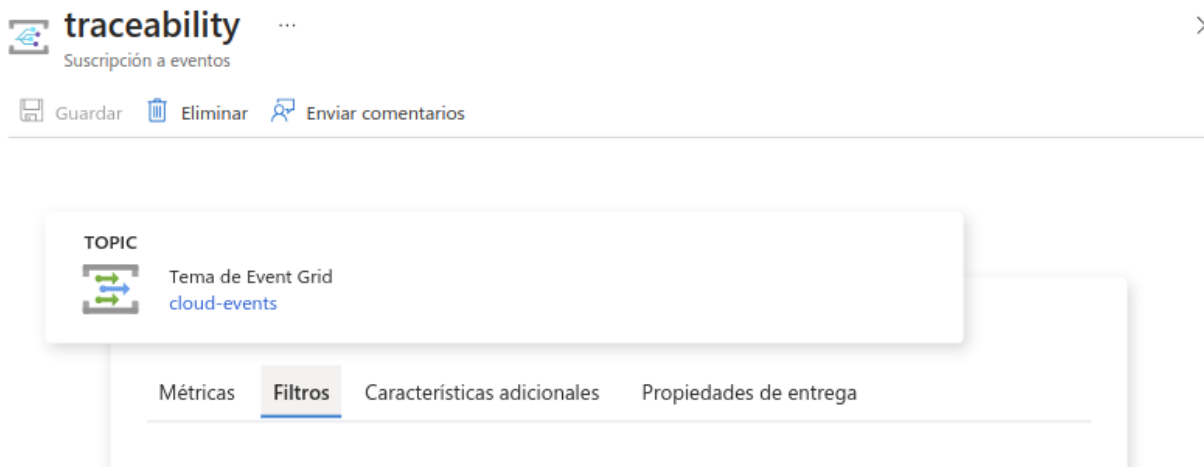 traceability ...
Suscripción a eventos
Guardar Eliminar Enviar comentarios
TOPIC
Tema de Event Grid
cloud-events
Métricas Filtros Características adicionales Propiedades de entrega